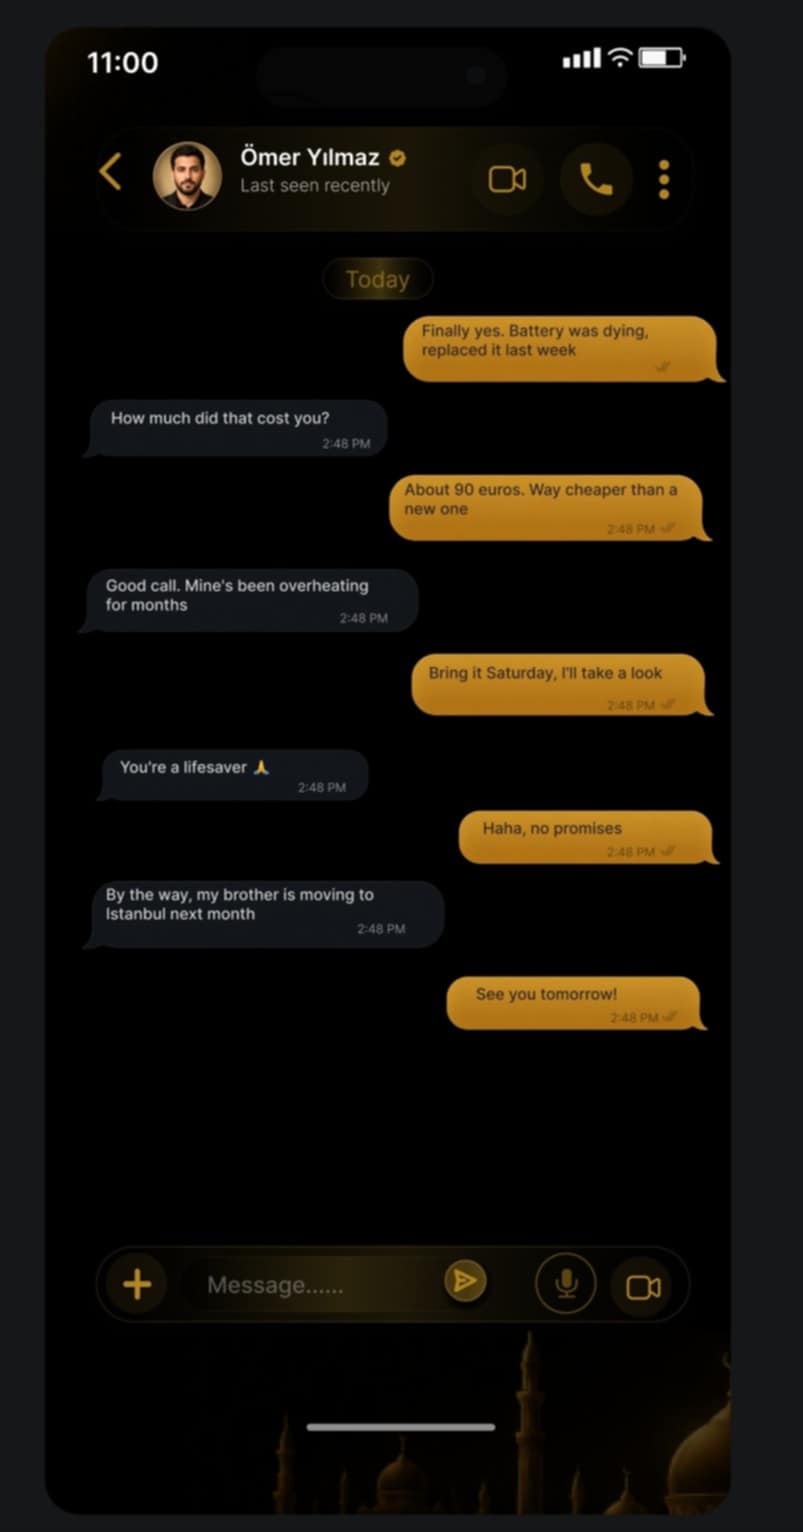 11:00
Ömer Yılmaz
Last seen recently
Today
Finally yes. Battery was dying,
replaced it last week
How much did that cost you?
2:48 PM
About 90 euros. Way cheaper than a
new one
2:48 PM
Good call. Mine's been overheating
for months
2:48 PM
Bring it Saturday, I'll take a look
2:48 PM
You're a lifesaver 🙏
2:48 PM
Haha, no promises
2:48 PM
By the way, my brother is moving to
Istanbul next month
2:48 PM
See you tomorrow!
2:48 PM
Message......